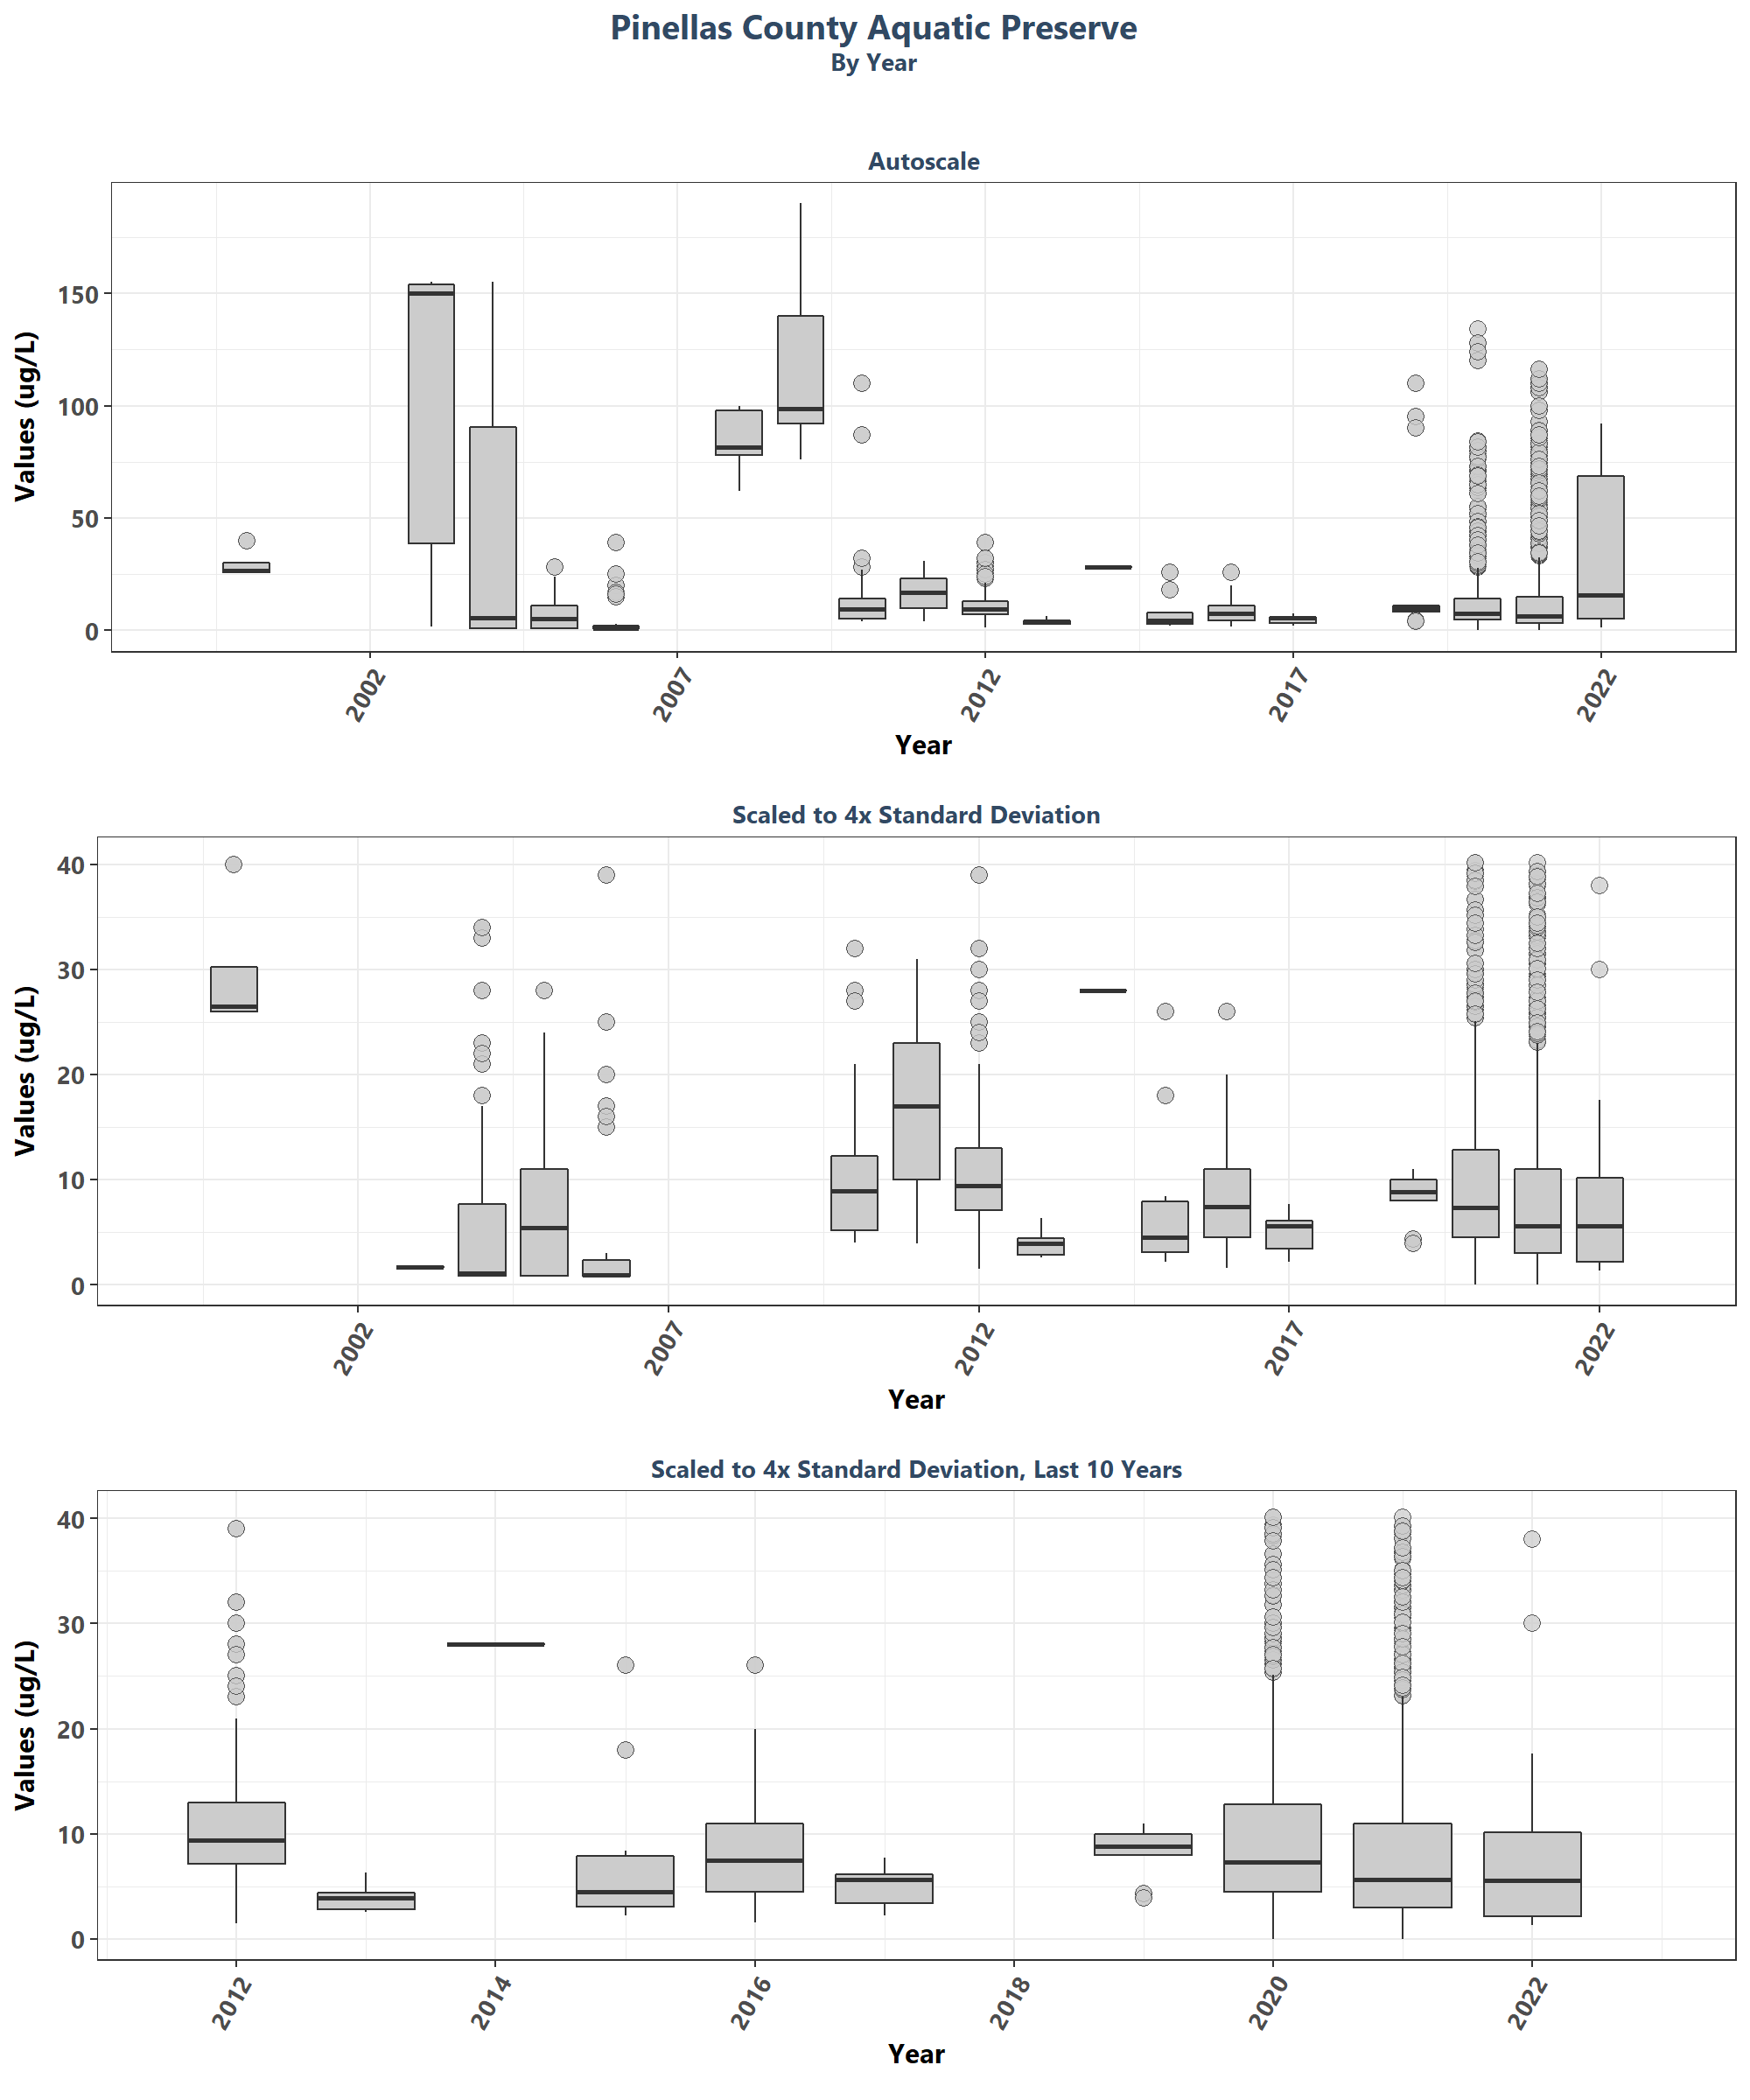 Pinellas County Aquatic Preserve
By Year
Autoscale
Values (ug/L)
150
100
50
0
2002
2007
2012
2017
2022
Year
Scaled to 4x Standard Deviation
Values (ug/L)
40
30
20
10
0
2002
2007
2012
2017
2022
Year
Scaled to 4x Standard Deviation, Last 10 Years
Values (ug/L)
40
30
20
10
0
2012
2014
2016
2018
2020
2022
Year